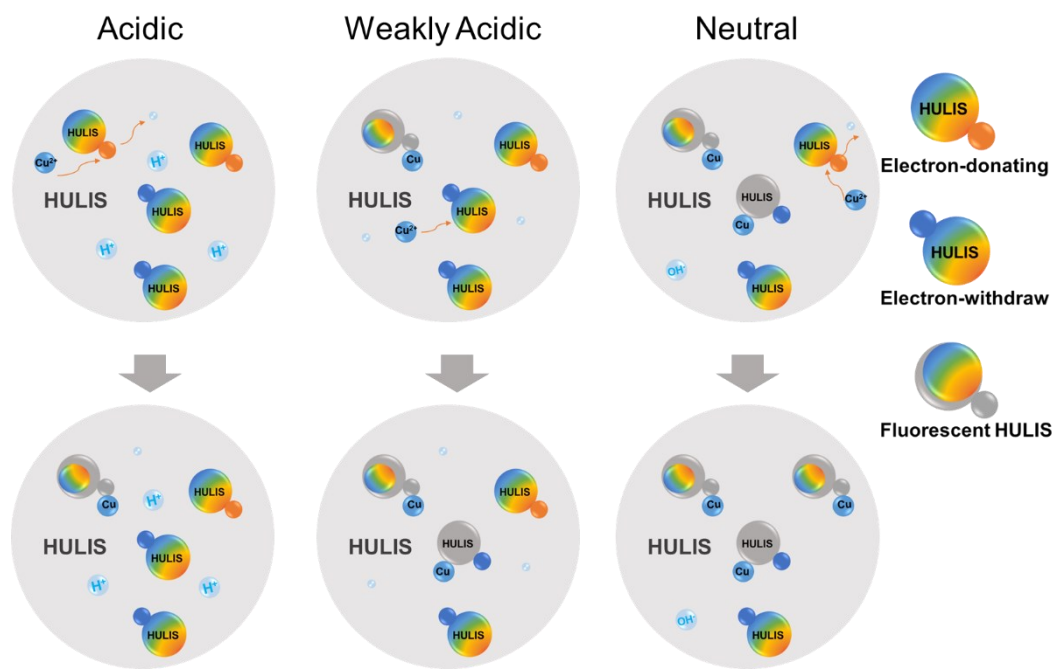 Acidic
Weakly Acidic
Neutral
HULIS
Cu²⁺
H⁺
HULIS
HULIS
HULIS
H⁺
H⁺
HULIS
Cu
HULIS
HULIS
Cu²⁺
HULIS
HULIS
Cu
HULIS
HULIS
HULIS
Cu²⁺
Cu
OH⁻
HULIS
HULIS
Electron-donating
HULIS
Electron-withdraw
Fluorescent HULIS
Cu
H⁺
HULIS
HULIS
HULIS
H⁺
H⁺
HULIS
Cu
HULIS
HULIS
HULIS
Cu
HULIS
Cu
Cu
HULIS
HULIS
Cu
OH⁻
HULIS